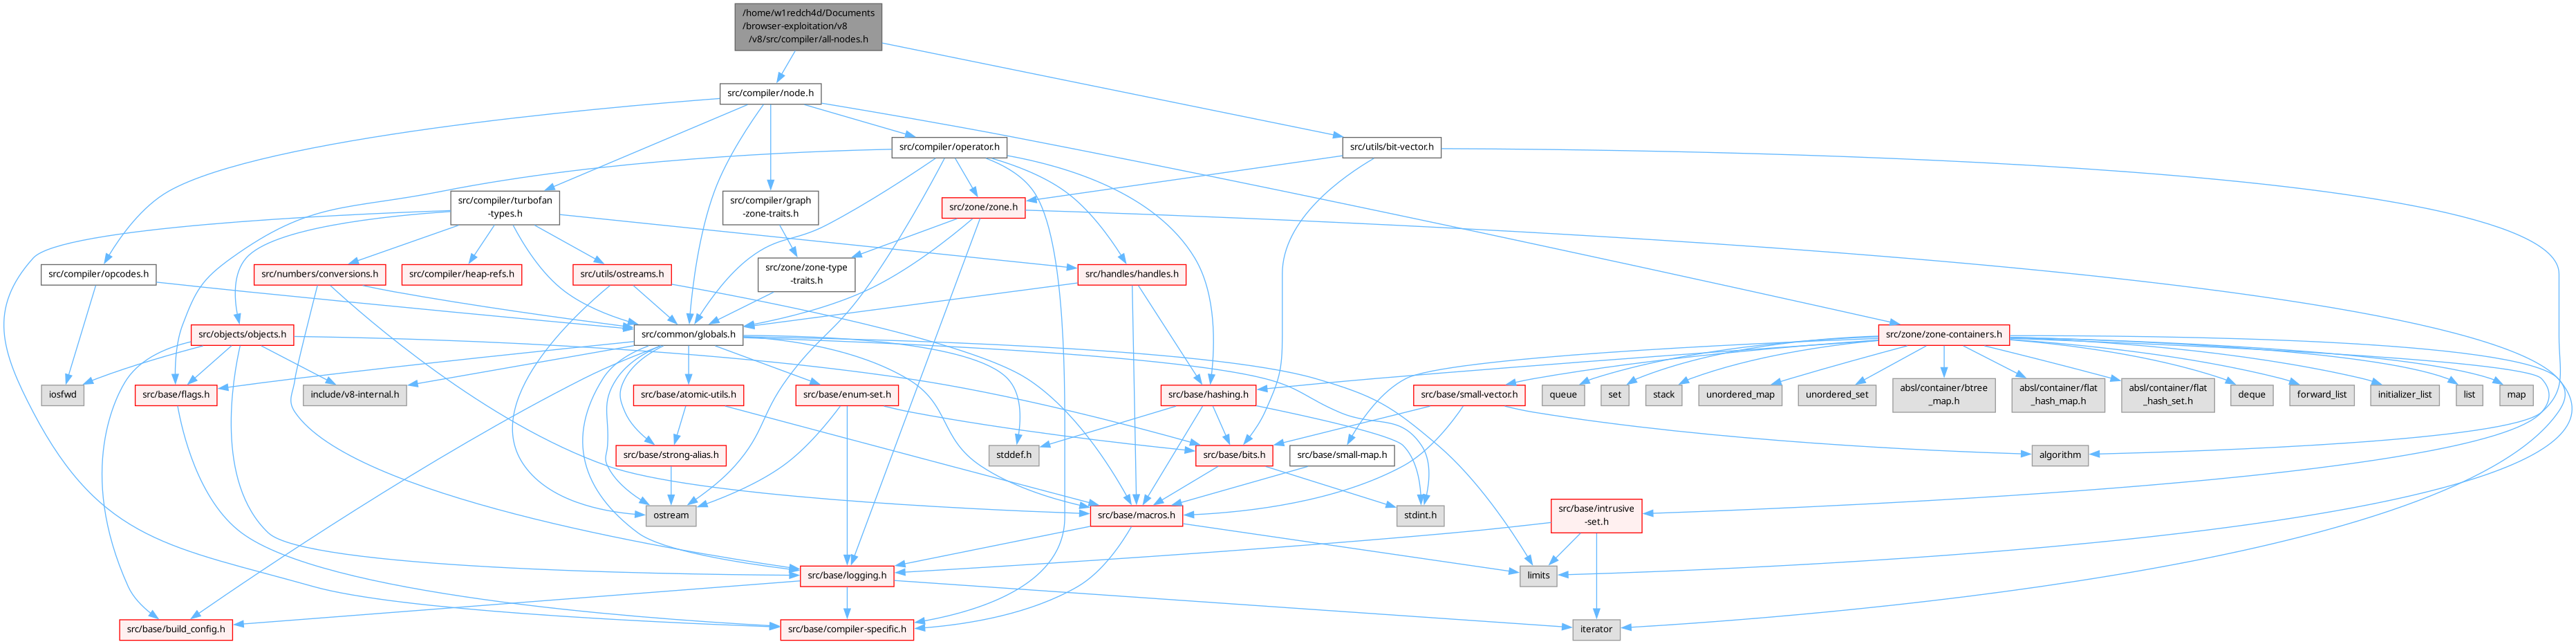 /home/w1redch4d/Documents
/browser-exploitation/v8
/v8/src/compiler/all-nodes.h
src/compiler/node.h
src/compiler/operator.h
src/utils/bit-vector.h
src/compiler/turbofan
-types.h
src/compiler/graph
-zone-traits.h
src/zone/zone.h
src/compiler/opcodes.h
src/numbers/conversions.h
src/compiler/heap-refs.h
src/utils/ostreams.h
src/zone/zone-type
-traits.h
src/handles/handles.h
src/objects/objects.h
src/common/globals.h
src/zone/zone-containers.h
iosfwd
src/base/flags.h
include/v8-internal.h
src/base/atomic-utils.h
src/base/enum-set.h
src/base/hashing.h
src/base/small-vector.h
queue
set
stack
unordered_map
unordered_set
absl/container/btree
_map.h
absl/container/flat
_hash_map.h
absl/container/flat
_hash_set.h
deque
forward_list
initializer_list
list
map
src/base/strong-alias.h
stddef.h
src/base/bits.h
src/base/small-map.h
algorithm
ostream
src/base/macros.h
stdint.h
src/base/intrusive
-set.h
src/base/logging.h
limits
src/base/build_config.h
src/base/compiler-specific.h
iterator